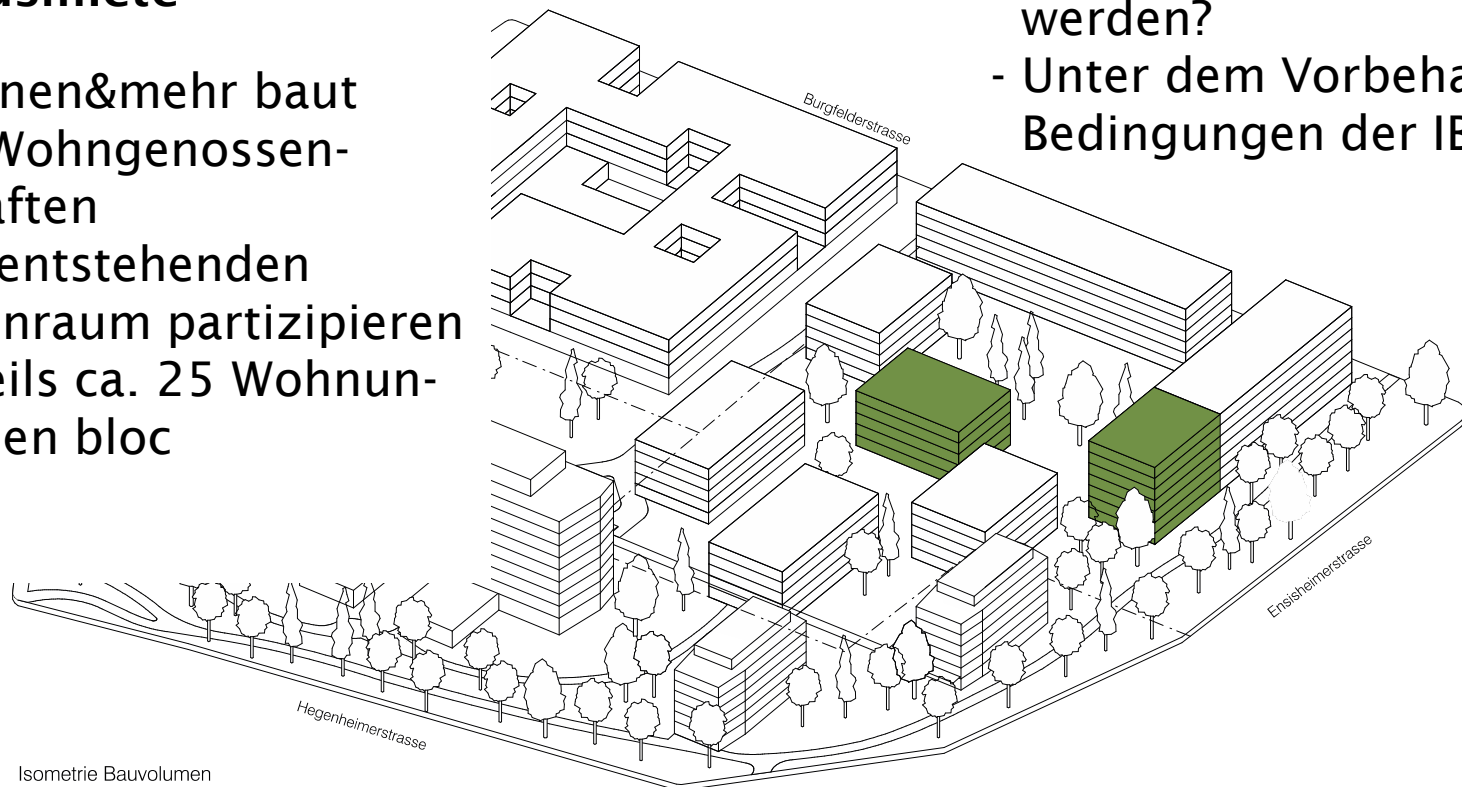 nen&mehr baut
Wohngenossen-
aften
entstehenden
nraum partizipieren
eils ca. 25 Wohnun-
en bloc
werden?
- Unter dem Vorbeha
Bedingungen der IB
Burgfelderstrasse
Ensisheimerstrasse
Hegenheimerstrasse
Isometrie Bauvolumen